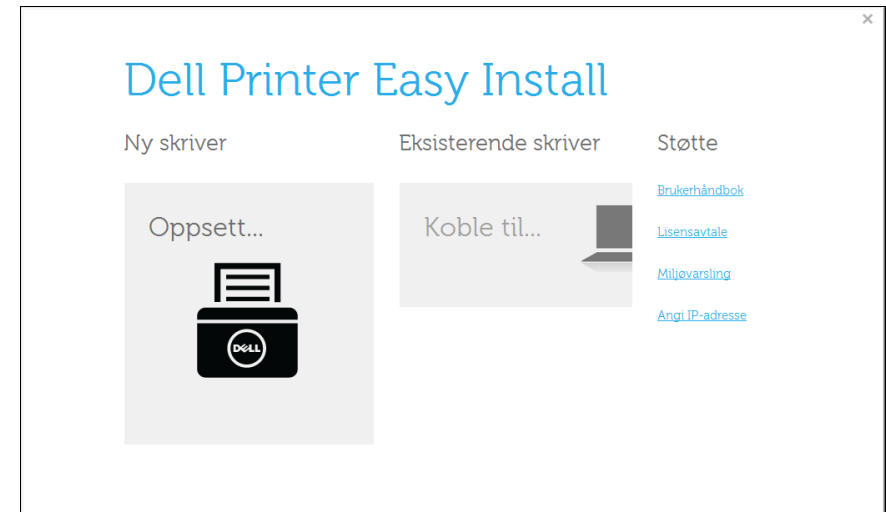 ×
Dell Printer Easy Install
Ny skriver
Oppsett...
DELL
Eksisterende skriver
Koble til...
Støtte
Brukerhåndbok
Lisensavtale
Miljøvarsling
Angi IP-adresse